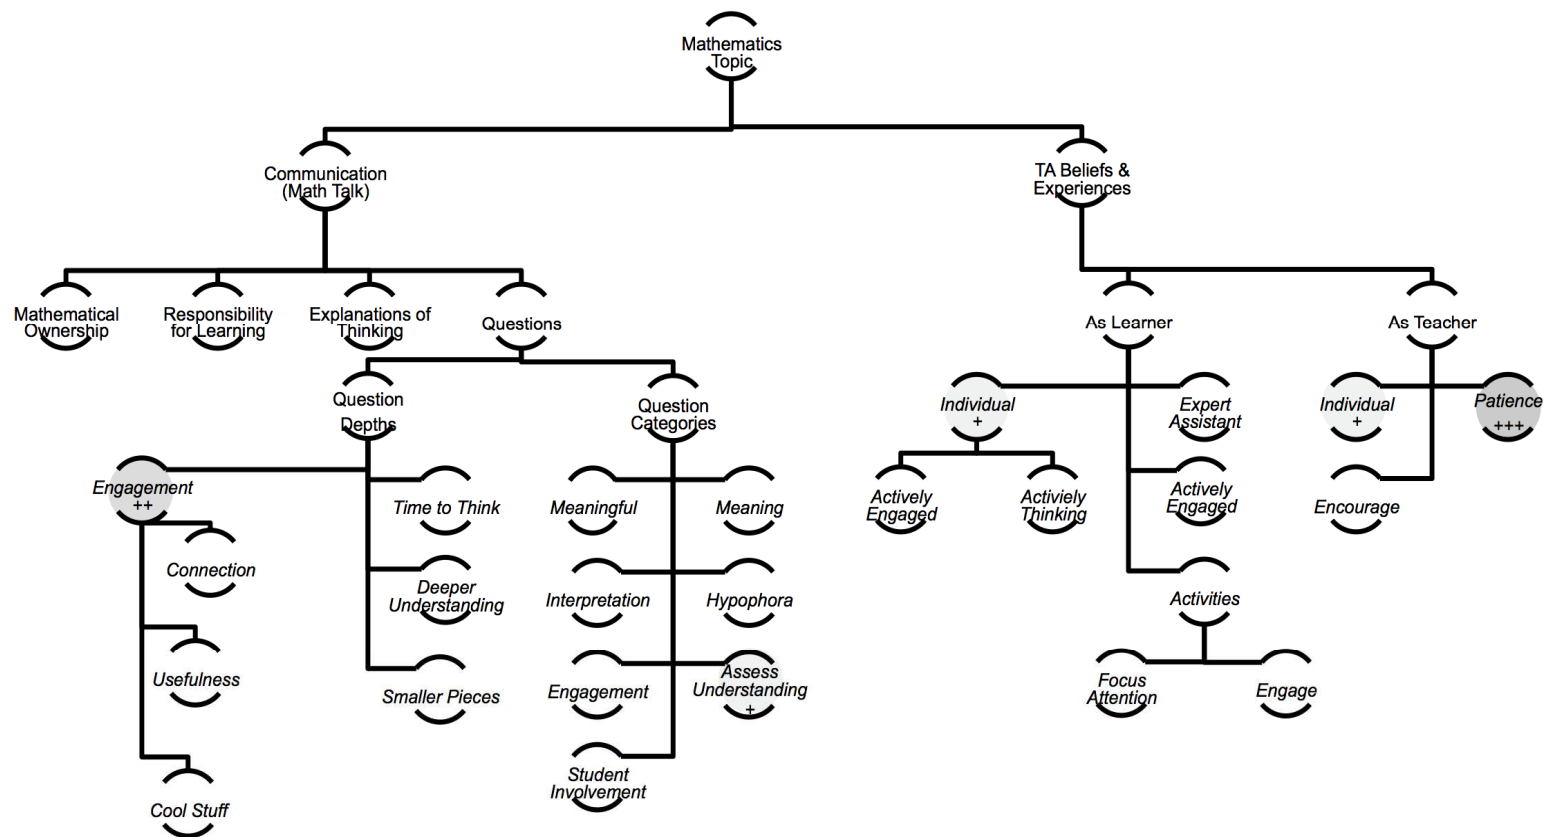 Mathematics
Topic
Communication
(Math Talk)
TA Beliefs &
Experiences
Mathematical
Ownership
Responsibility
for Learning
Explanations of
Thinking
Questions
As Learner
As Teacher
Question
Depths
Question
Categories
Individual
+
Expert
Assistant
Individual
+
Patience
+++
Engagement
++
Time to Think
Meaningful
Meaning
Actively
Engaged
Activiely
Thinking
Actively
Engaged
Encourage
Connection
Deeper
Understanding
Interpretation
Hypophora
Activities
Usefulness
Smaller Pieces
Engagement
Assess
Understanding
+
Focus
Attention
Engage
Cool Stuff
Student
Involvement